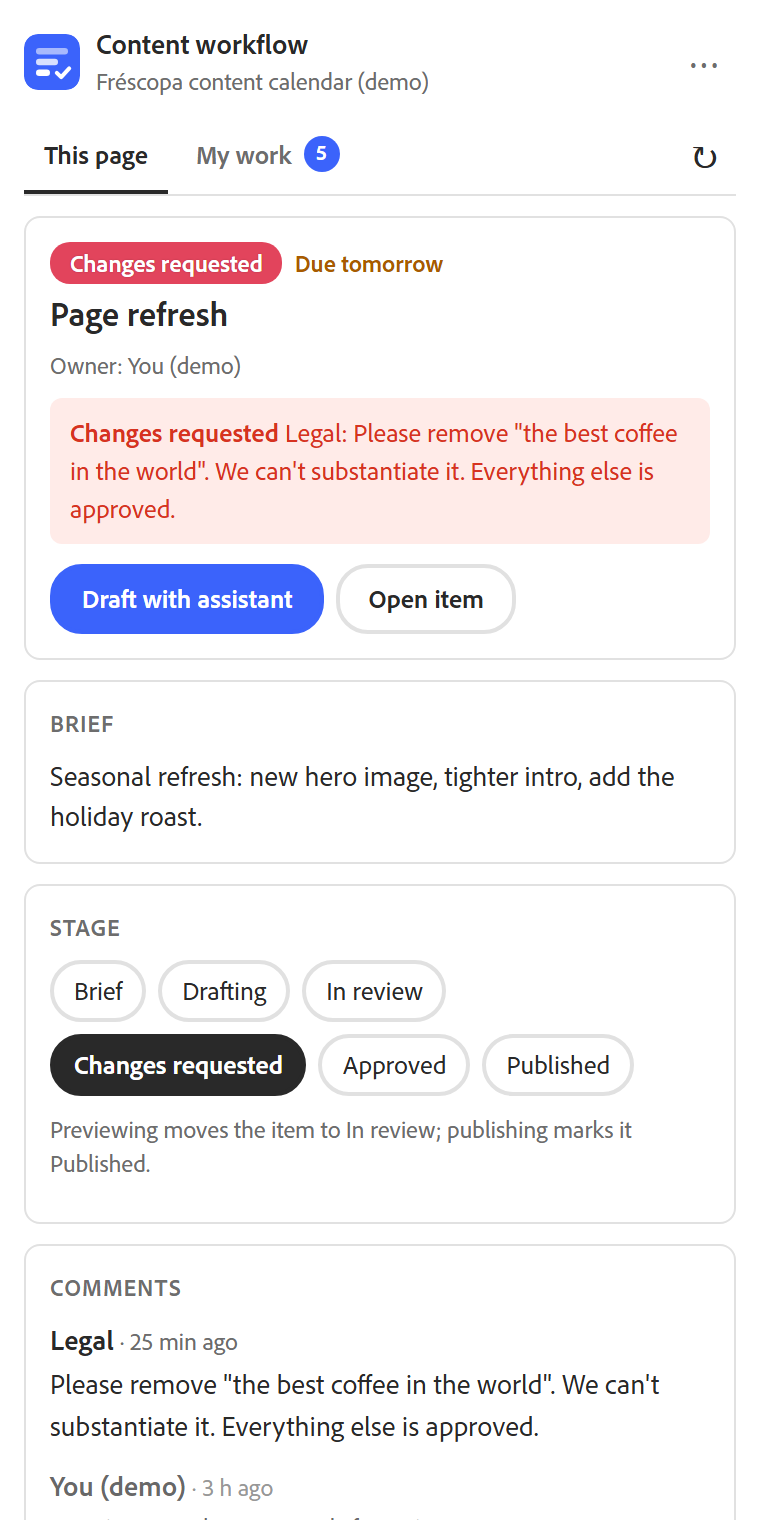 Content workflow
Fréscopa content calendar (demo)
This page
My work 5
Changes requested Due tomorrow
Page refresh
Owner: You (demo)
Changes requested Legal: Please remove "the best coffee
in the world". We can't substantiate it. Everything else is
approved.
Draft with assistant
Open item
BRIEF
Seasonal refresh: new hero image, tighter intro, add the
holiday roast.
STAGE
Brief
Drafting
In review
Changes requested
Approved
Published
Previewing moves the item to In review; publishing marks it
Published.
COMMENTS
Legal · 25 min ago
Please remove "the best coffee in the world". We can't
substantiate it. Everything else is approved.
You (demo) · 3 h ago